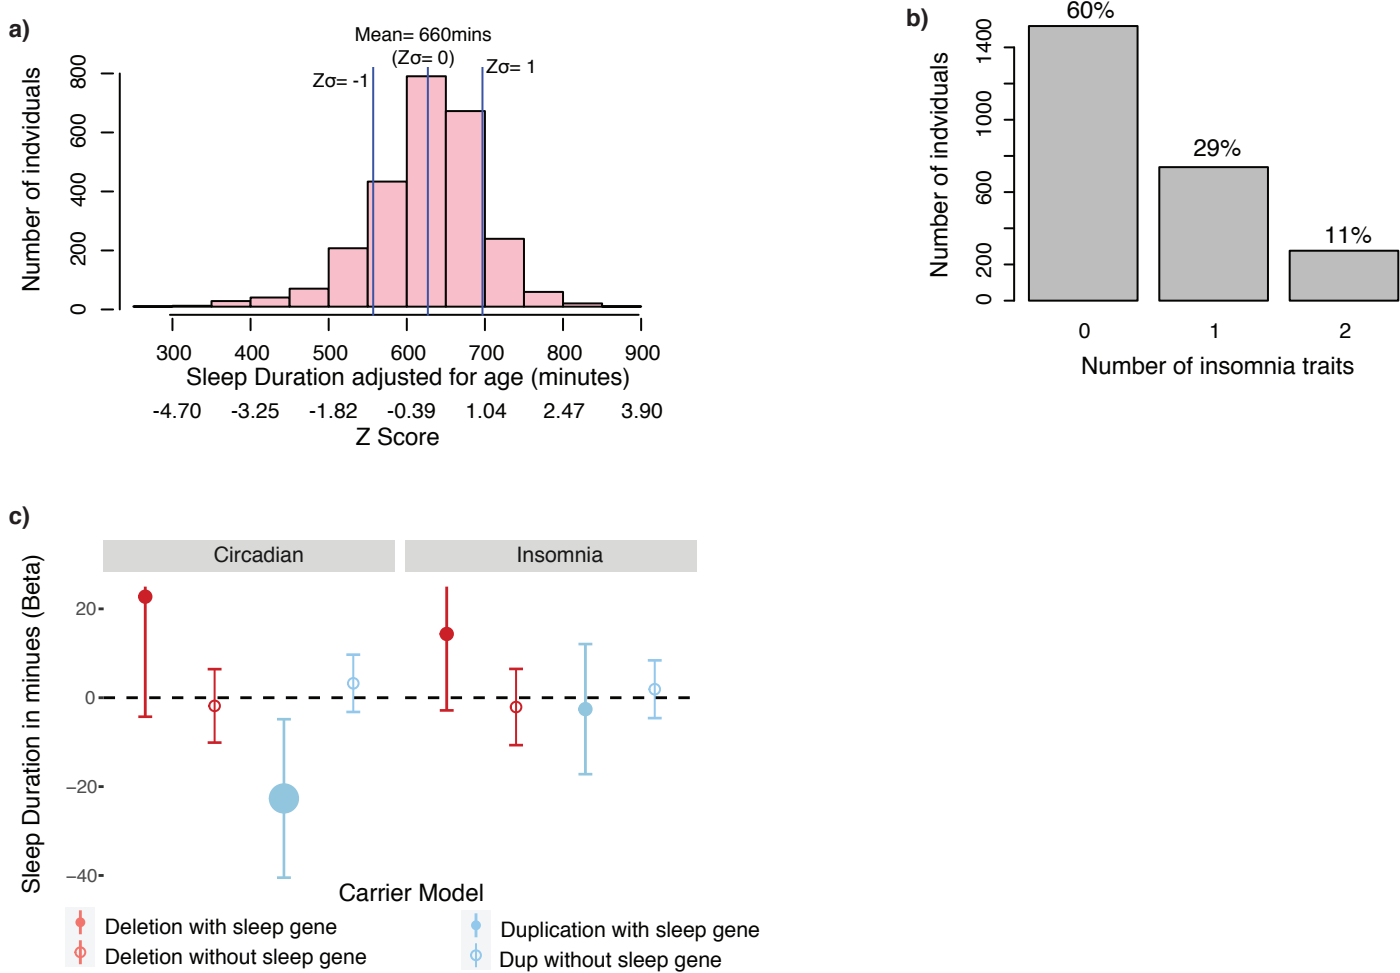 a)
Mean= 660mins
(Zσ= 0)
Zσ= -1
Zσ= 1
Number of indviduals
800
600
400
200
0
300 400 500 600 700 800 900
Sleep Duration adjusted for age (minutes)
-4.70 -3.25 -1.82 -0.39 1.04 2.47 3.90
Z Score
b)
60%
29%
11%
Number of indviduals
1400
1000
600
200
0
0 1 2
Number of insomnia traits
c)
Circadian Insomnia
Sleep Duration in minues (Beta)
20
0
−20
−40
Carrier Model
Deletion with sleep gene
Deletion without sleep gene
Duplication with sleep gene
Dup without sleep gene